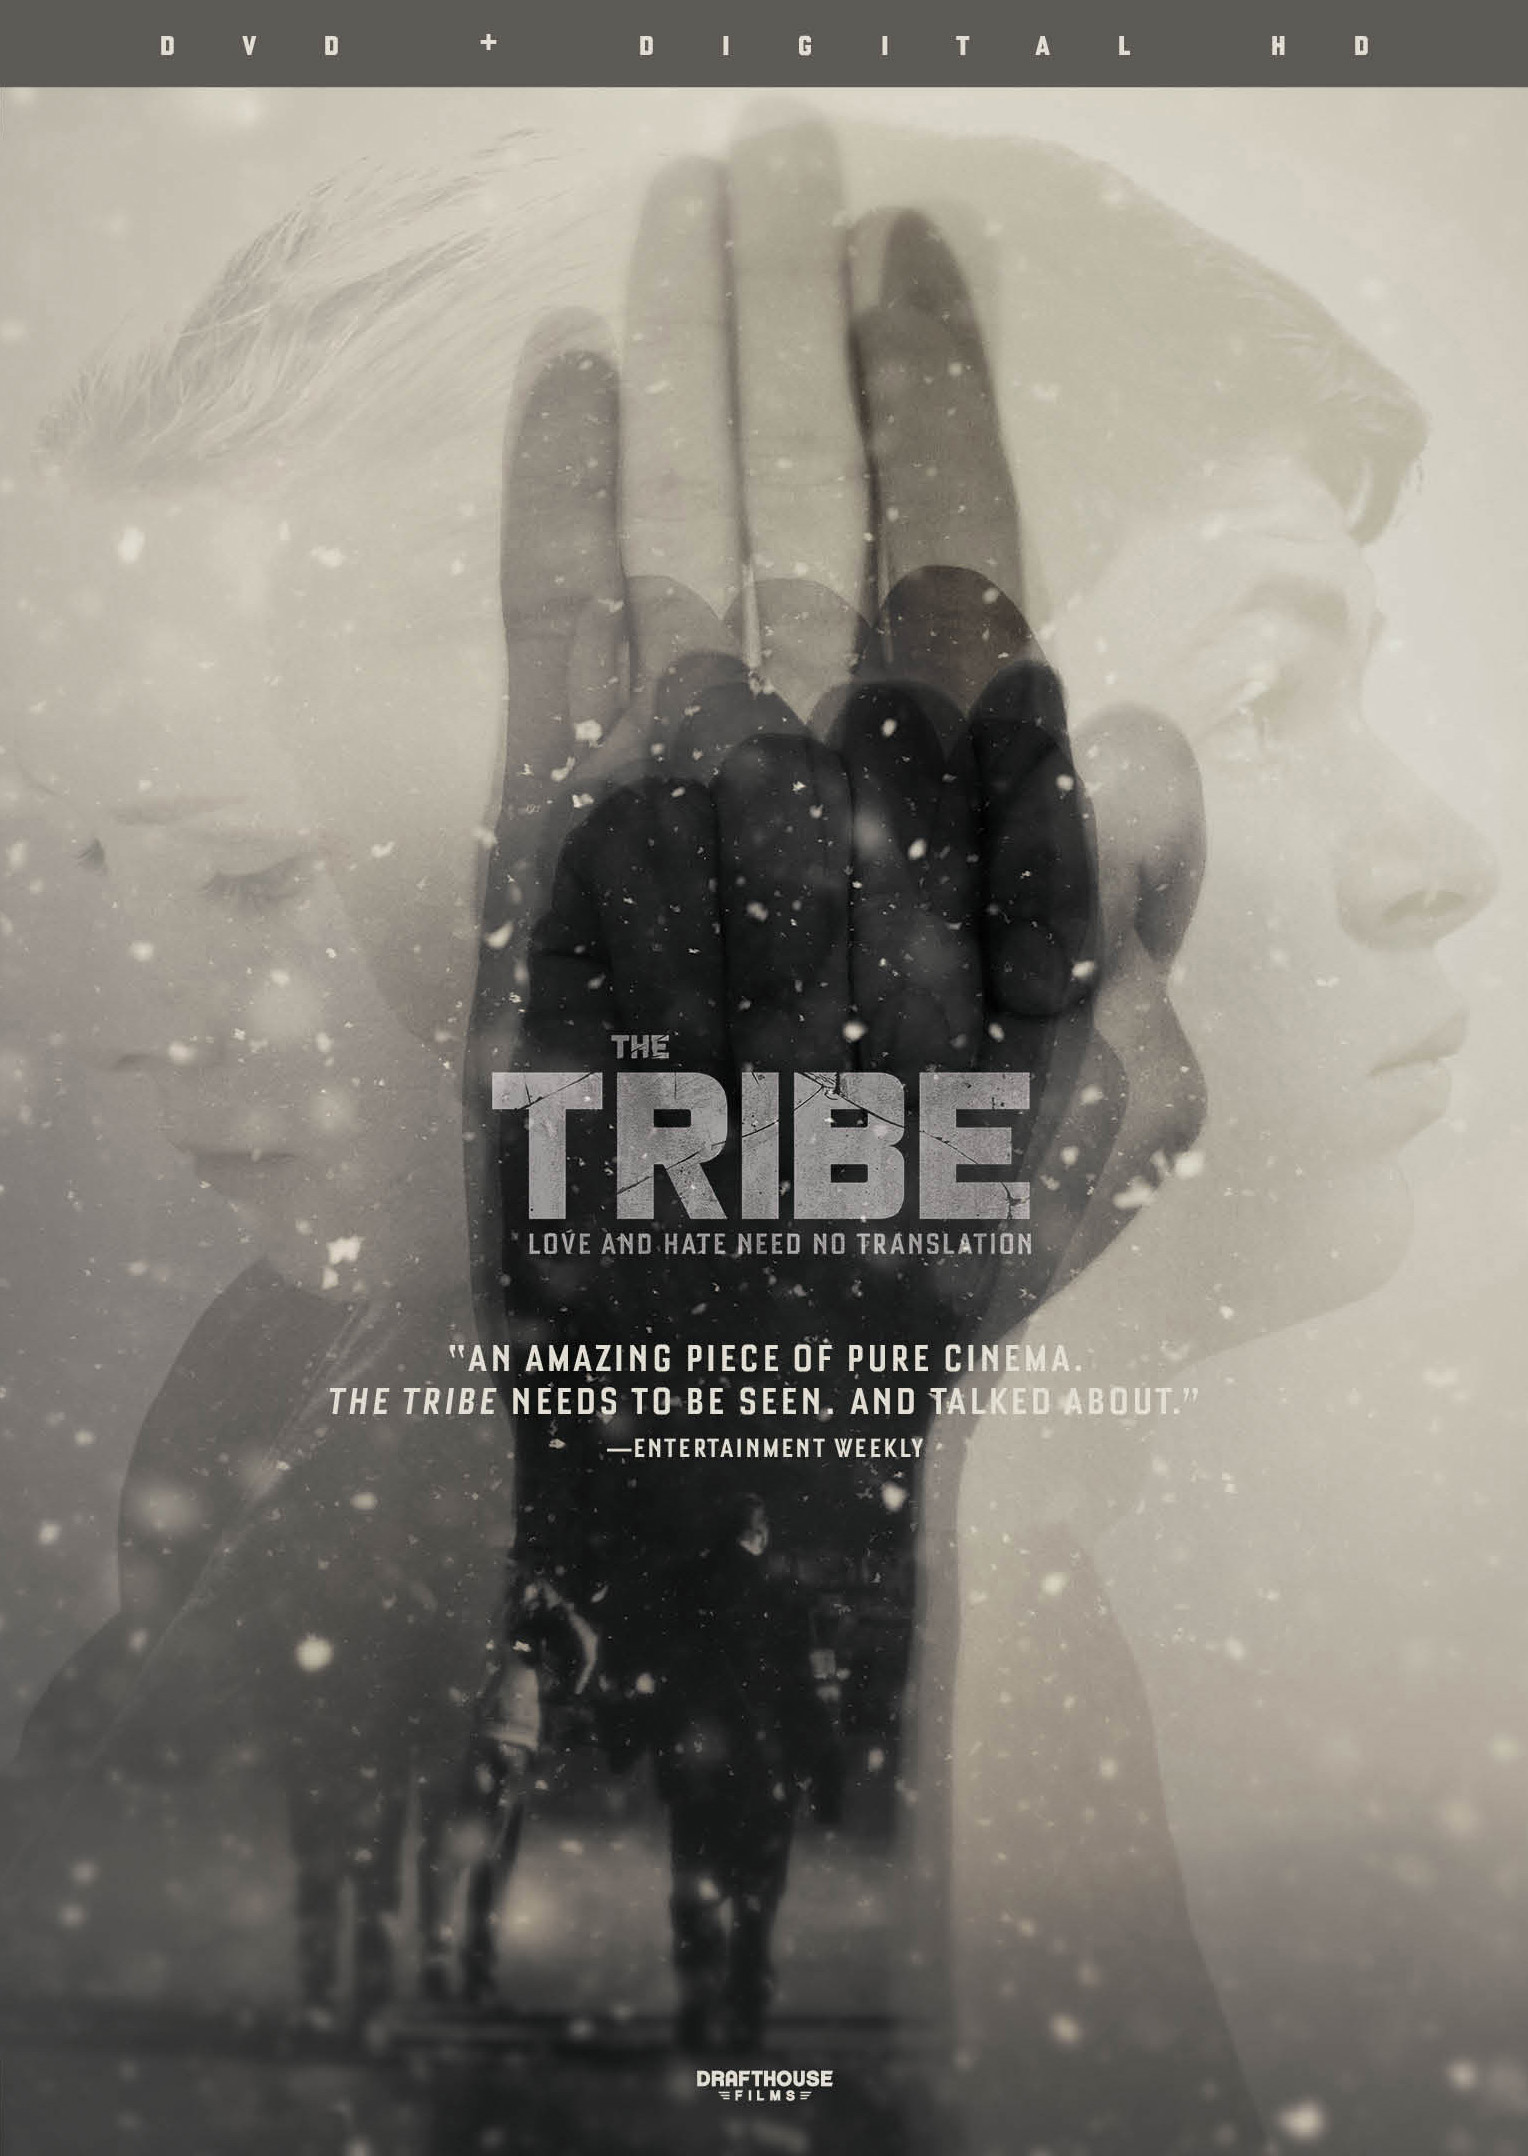 DVD + DIGITAL HD
THE
TRIBE
LOVE AND HATE NEED NO TRANSLATION
“AN AMAZING PIECE OF PURE CINEMA.
THE TRIBE NEEDS TO BE SEEN. AND TALKED ABOUT.”
—ENTERTAINMENT WEEKLY
DRAFTHOUSE
FILMS